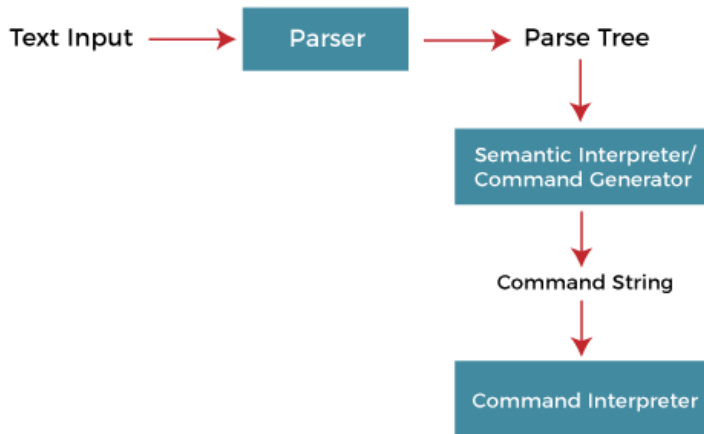 Text Input
Parser
Parse Tree
Semantic Interpreter/
Command Generator
Command String
Command Interpreter